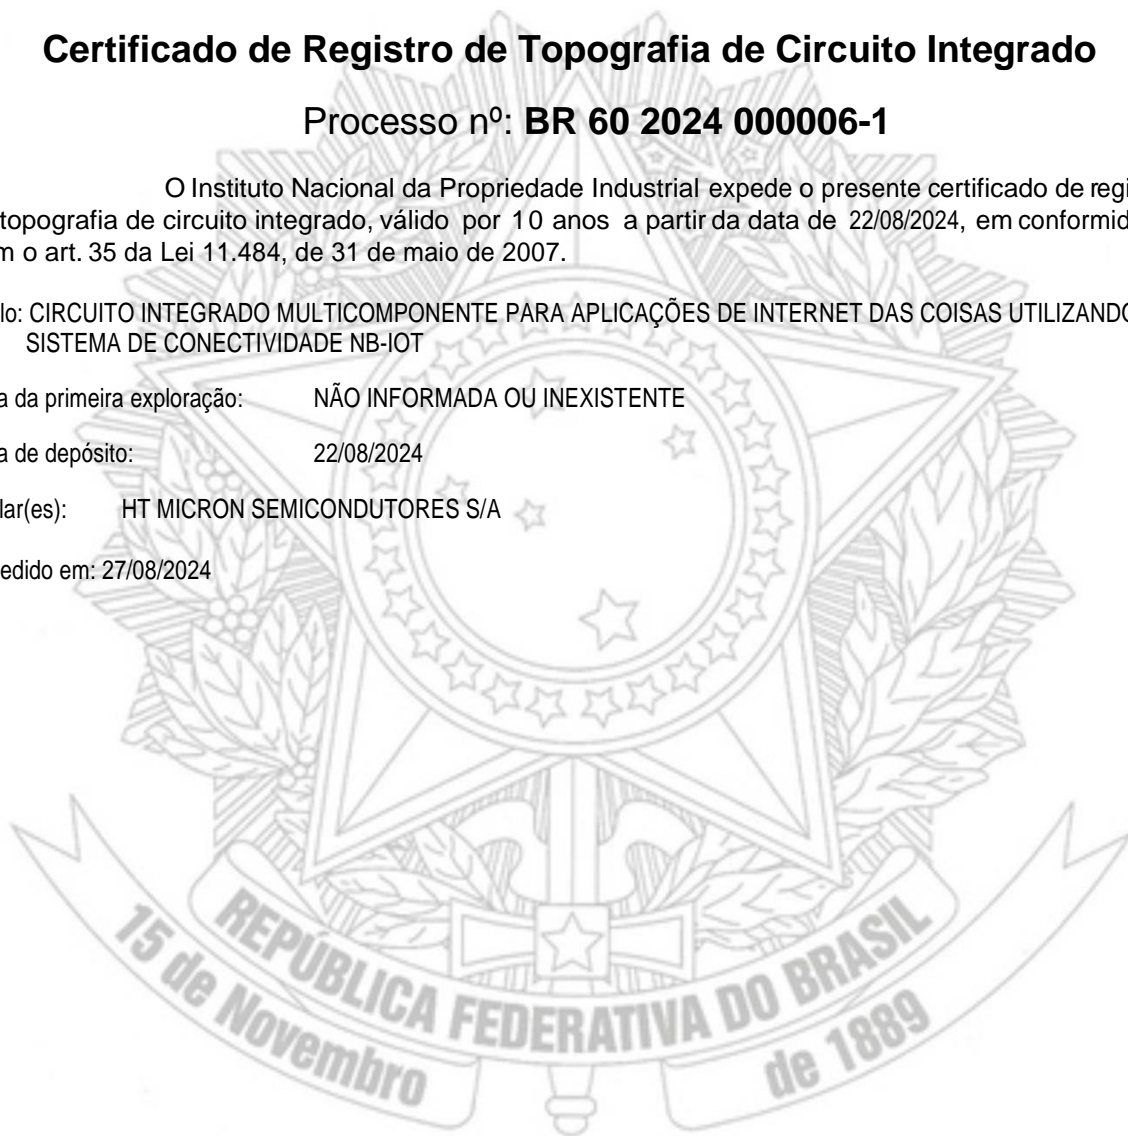 Certificado de Registro de Topografia de Circuito Integrado
Processo nº: BR 60 2024 000006-1
O Instituto Nacional da Propriedade Industrial expede o presente certificado de regi
topografia de circuito integrado, válido por 10 anos a partir da data de 22/08/2024, em conformid
m o art. 35 da Lei 11.484, de 31 de maio de 2007.
lo: CIRCUITO INTEGRADO MULTICOMPONENTE PARA APLICAÇÕES DE INTERNET DAS COISAS UTILIZANDO
SISTEMA DE CONECTIVIDADE NB-IOT
a da primeira exploração: NÃO INFORMADA OU INEXISTENTE
a de depósito: 22/08/2024
lar(es): HT MICRON SEMICONDUTORES S/A
edido em: 27/08/2024
REPÚBLICA FEDERATIVA DO BRASIL
15 de Novembro de 1889